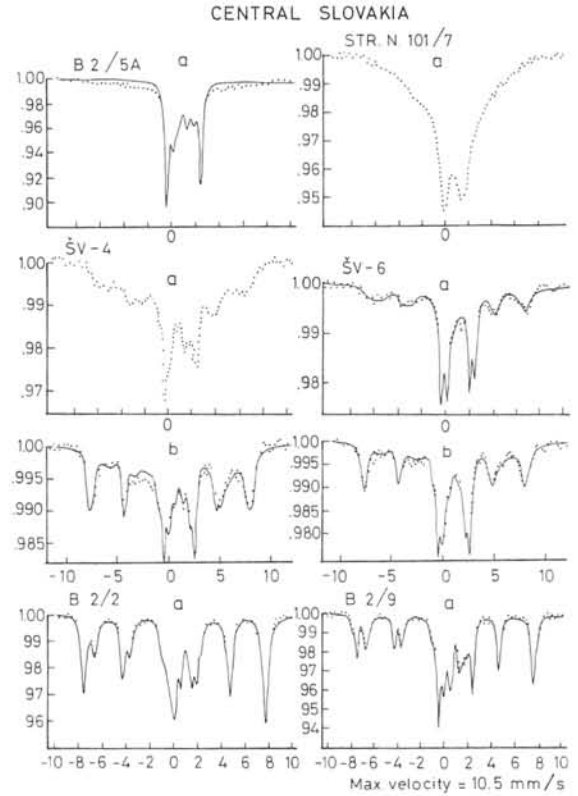 CENTRAL SLOVAKIA
B 2/5A a
1.00
.98
.96
.94
.92
.90
0
STR. N. 101/7
a
1.00
.99
.98
.97
.96
.95
0
ŠV-4
a
1.00
.99
.98
.97
0
ŠV-6
a
1.00
.99
.98
0
b
1.00
.995
.990
.985
-10 -5 0 5 10
b
1.00
.995
.990
.985
.980
.975
-10 -5 0 5 10
B 2/2 a
1.00
99
98
97
96
-10 -8 -6 -4 -2 0 2 4 6 8 10
B 2/9 a
1.00
99
98
97
96
95
94
-10 -8 -6 -4 -2 0 2 4 6 8 10
Max velocity = 10.5 mm/s